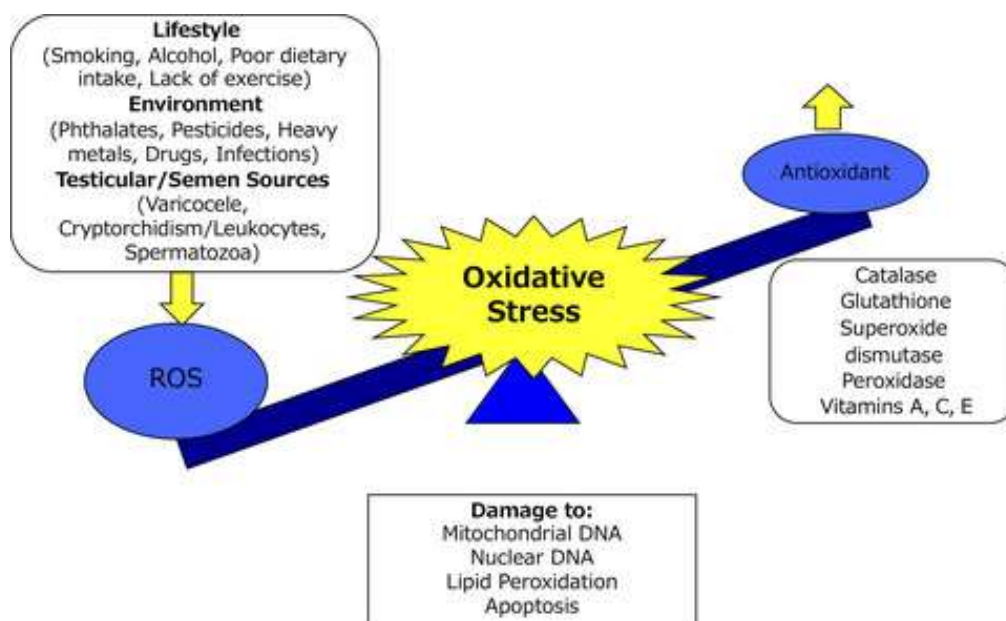 Lifestyle
(Smoking, Alcohol, Poor dietary
intake, Lack of exercise)
Environment
(Phthalates, Pesticides, Heavy
metals, Drugs, Infections)
Testicular/Semen Sources
(Varicocele,
Cryptorchidism/Leukocytes,
Spermatozoa)
ROS
Oxidative
Stress
Antioxidant
Catalase
Glutathione
Superoxide
dismutase
Peroxidase
Vitamins A, C, E
Damage to:
Mitochondrial DNA
Nuclear DNA
Lipid Peroxidation
Apoptosis